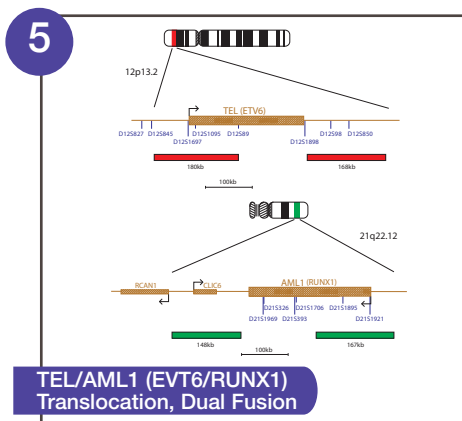 5
12p13.2
TEL (ETV6)
D12S827 D12S845 D12S1095 D12S89 D12S98 D12S850
D12S1697 D12S1898
180kb 168kb
100kb
21q22.12
RCAN1 CLIC6 AML1 (RUNX1)
D21S326 D21S1706 D21S1895
D21S1969 D21S393 D21S1921
148kb 167kb
100kb
TEL/AML1 (EVT6/RUNX1)
Translocation, Dual Fusion